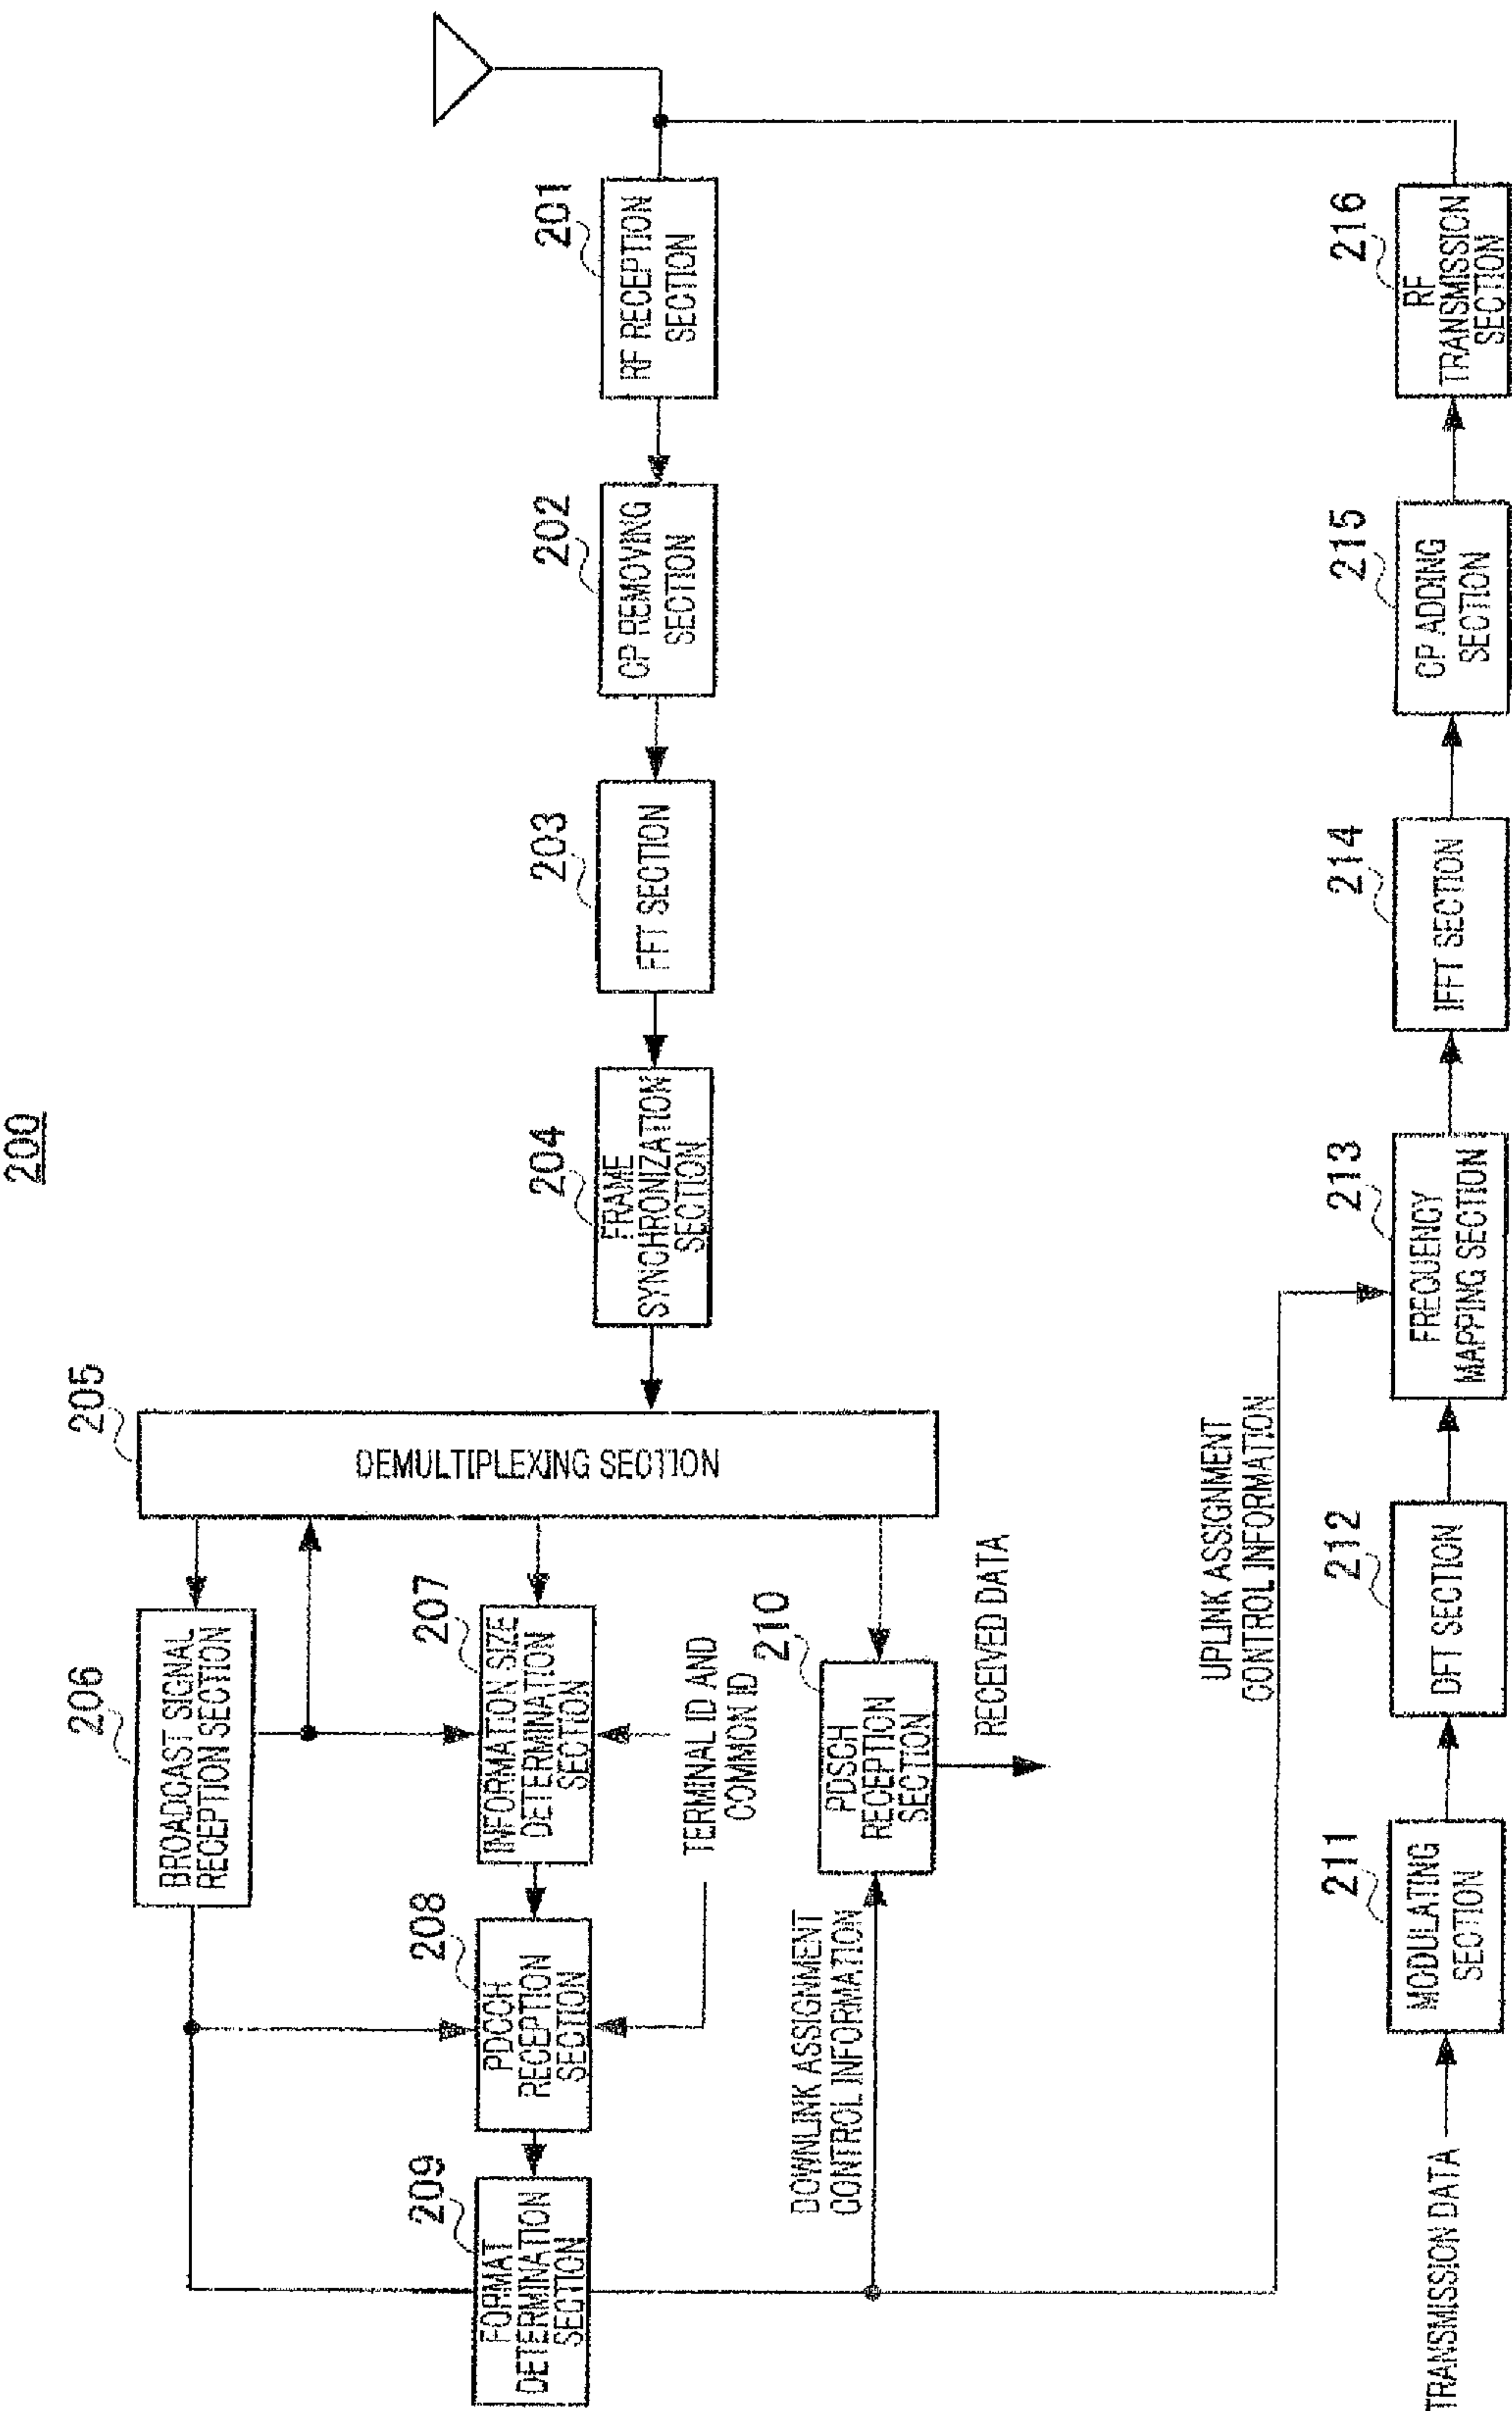 200
201
RF RECEPTION
SECTION
202
CP REMOVING
SECTION
203
FFT SECTION
204
FRAME
SYNCHRONIZATION
SECTION
205
DEMULTIPLEXING SECTION
206
BROADCAST SIGNAL
RECEPTION SECTION
207
INFORMATION SIZE
DETERMINATION
SECTION
208
PDCCH
RECEPTION
SECTION
209
FORMAT
DETERMINATION
SECTION
TERMINAL ID AND
COMMON ID
210
PDSCH
RECEPTION
SECTION
RECEIVED DATA
DOWNLINK ASSIGNMENT
CONTROL INFORMATION
UPLINK ASSIGNMENT
CONTROL INFORMATION
TRANSMISSION DATA
211
MODULATING
SECTION
212
DFT SECTION
213
FREQUENCY
MAPPING SECTION
214
IFFT SECTION
215
CP ADDING
SECTION
216
RF
TRANSMISSION
SECTION